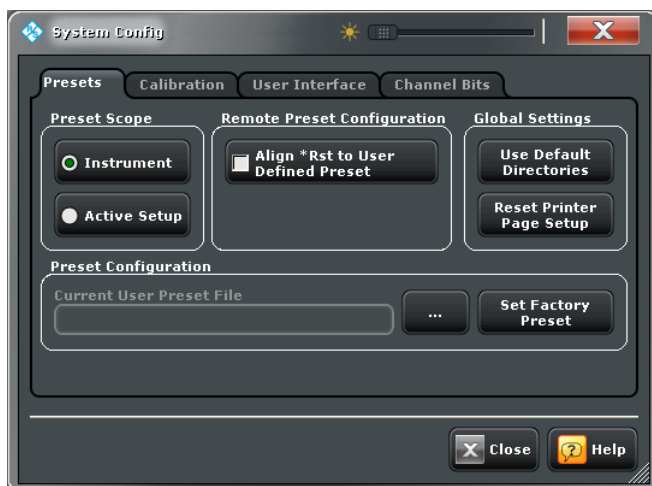 System Config
Presets Calibration User Interface Channel Bits
Preset Scope Remote Preset Configuration Global Settings
Instrument
Align *Rst to User
Defined Preset
Use Default
Directories
Active Setup
Reset Printer
Page Setup
Preset Configuration
Current User Preset File
...
Set Factory
Preset
Close
Help